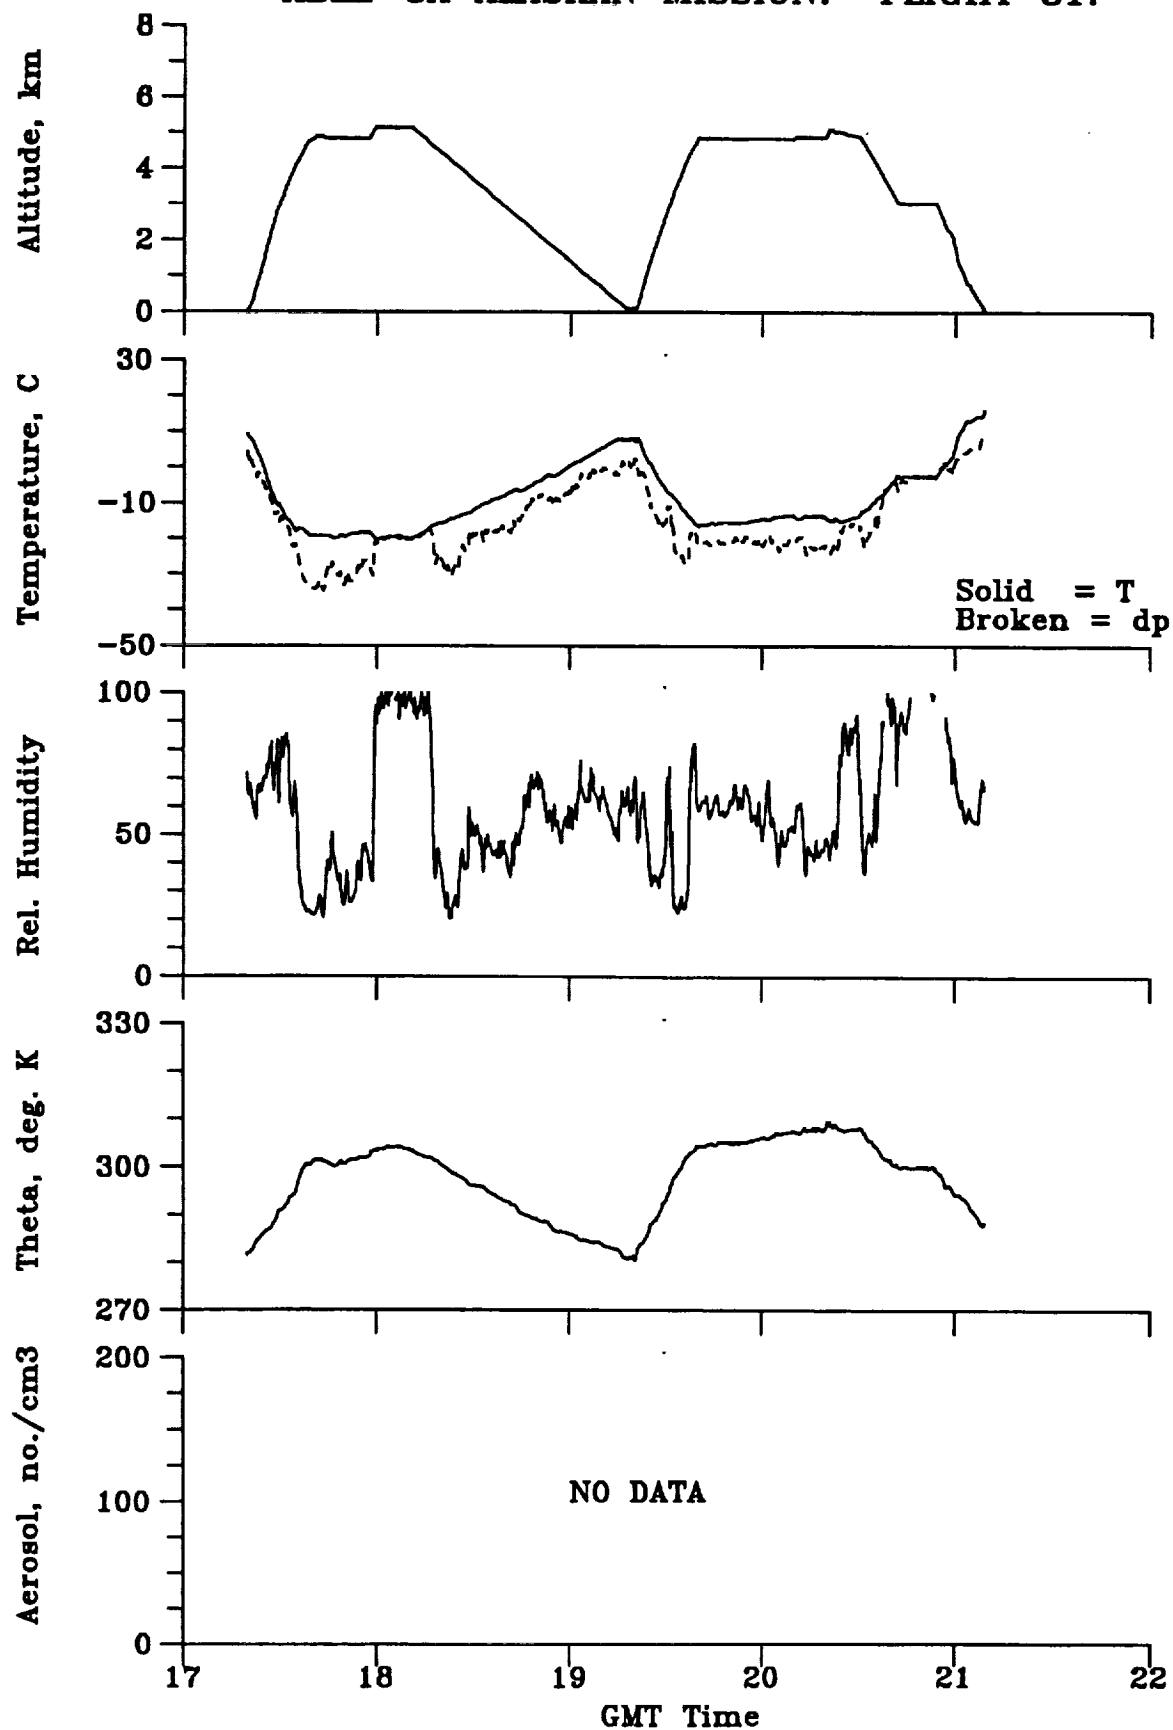 MISSION. FLIGHT
8
6
4
2
0
Altitude, km
30
-10
-50
Temperature, C
Solid = T
Broken = dp
100
50
0
Rel. Humidity
330
300
270
Theta, deg. K
200
100
0
Aerosol, no./cm3
NO DATA
17 18 19 20 21 22
GMT Time